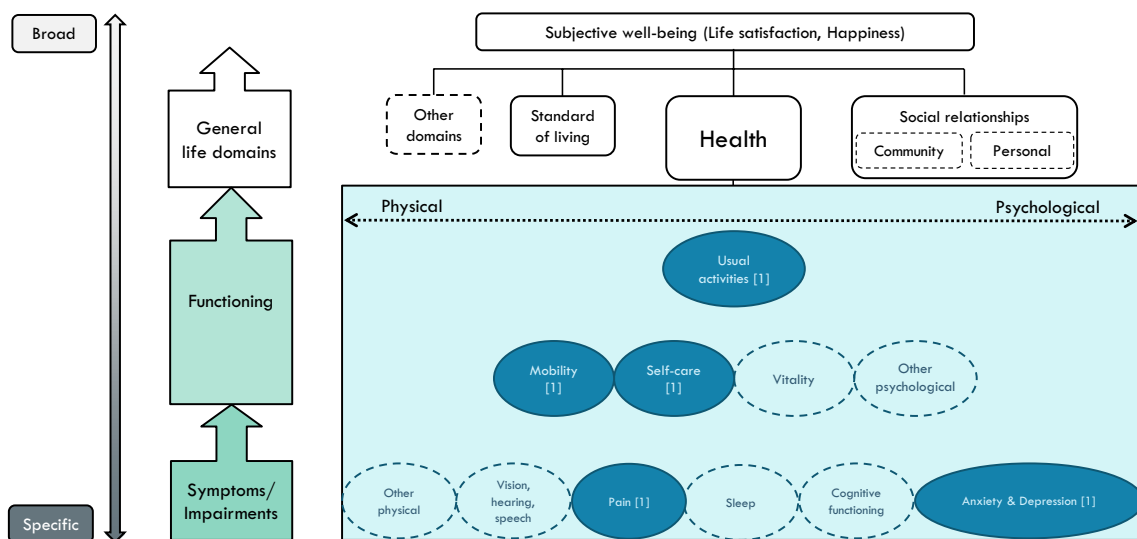 Broad
Subjective well-being (Life satisfaction, Happiness)
General
life domains
Other
domains
Standard
of living
Health
Social relationships
Community
Personal
Physical
Psychological
Usual
activities [1]
Functioning
Mobility
[1]
Self-care
[1]
Vitality
Other
psychological
Symptoms/
Impairments
Other
physical
Vision,
hearing,
speech
Pain [1]
Sleep
Cognitive
functioning
Anxiety & Depression [1]
Specific